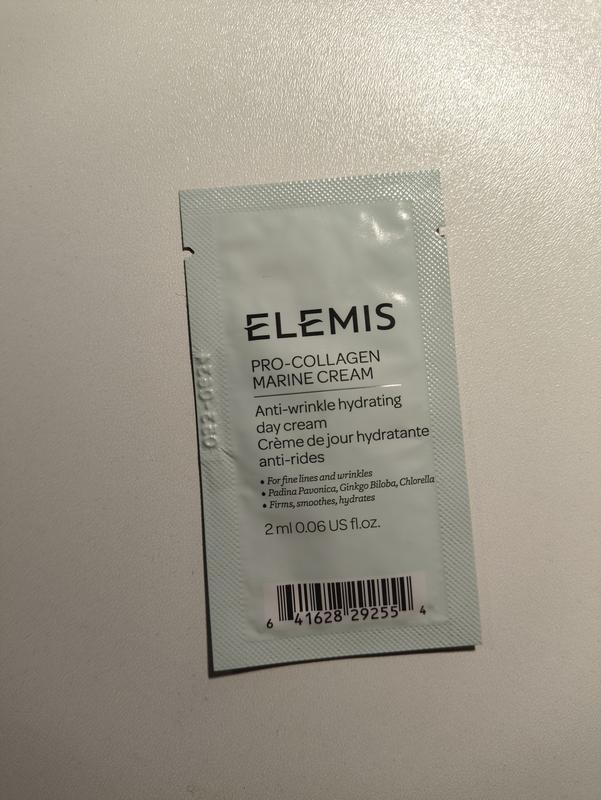 ELEMIS
PRO-COLLAGEN
MARINE CREAM
Anti-wrinkle hydrating
day cream
Crème de jour hydratante
anti-rides
• For fine lines and wrinkles
• Padina Pavonica, Ginkgo Biloba, Chlorella
• Firms, smoothes, hydrates
2 ml 0.06 US fl.oz.
6 41628 29255 4